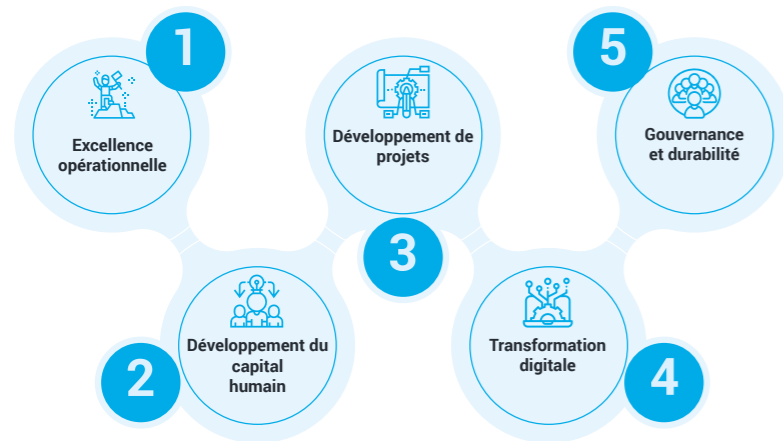 1
Excellence
opérationnelle
2
Développement du
capital
humain
3
Développement de
projets
4
Transformation
digitale
5
Gouvernance
et durabilité